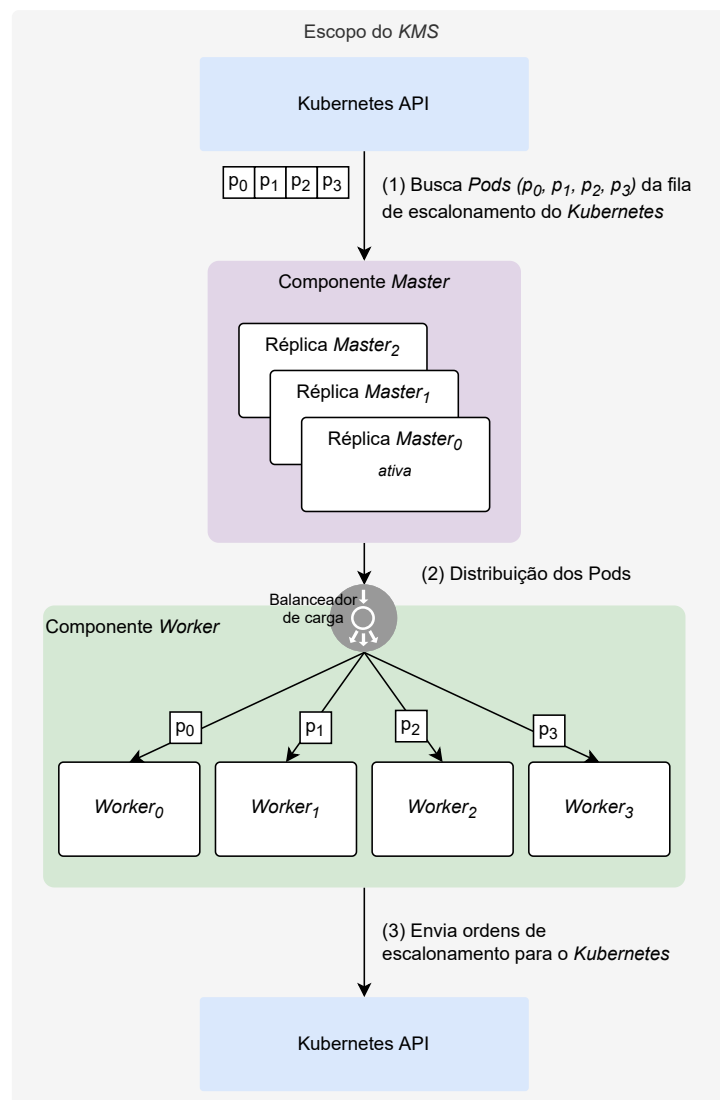 Escopo do KMS
Kubernetes API
p0 p1 p2 p3
(1) Busca Pods (p0, p1, p2, p3) da fila
de escalonamento do Kubernetes
Componente Master
Réplica Master2
Réplica Master1
Réplica Master0
ativa
(2) Distribuição dos Pods
Balanceador
de carga
Componente Worker
p0
p1
p2
p3
Worker0
Worker1
Worker2
Worker3
(3) Envia ordens de
escalonamento para o Kubernetes
Kubernetes API